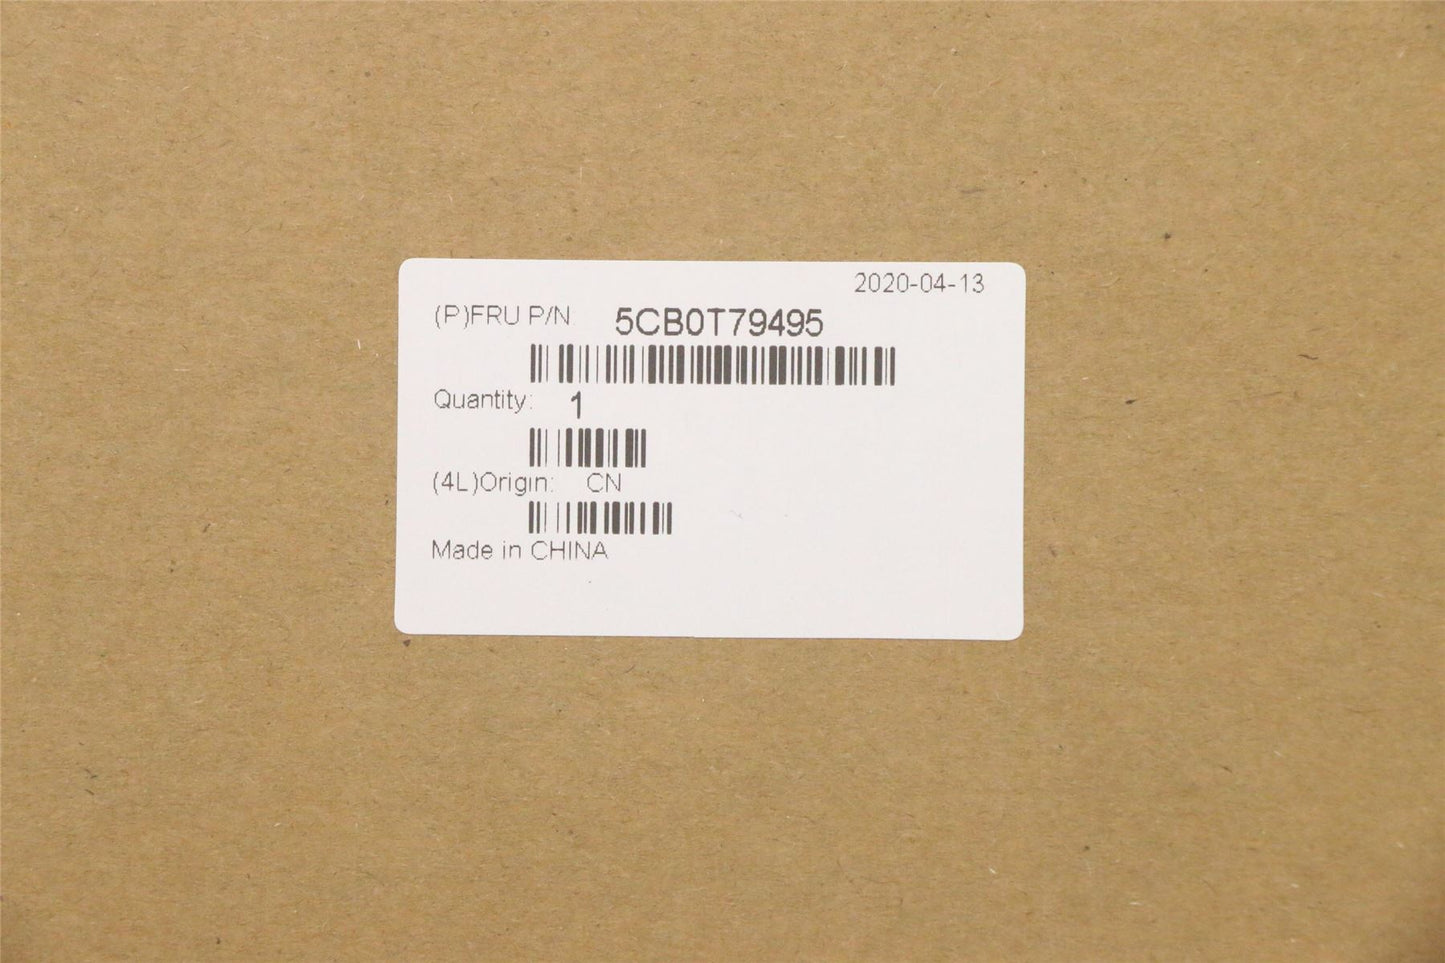 2020-04-13
(P)FRU P/N 5CB0T79495
Quantity: 1
(4L)Origin: CN
Made in CHINA